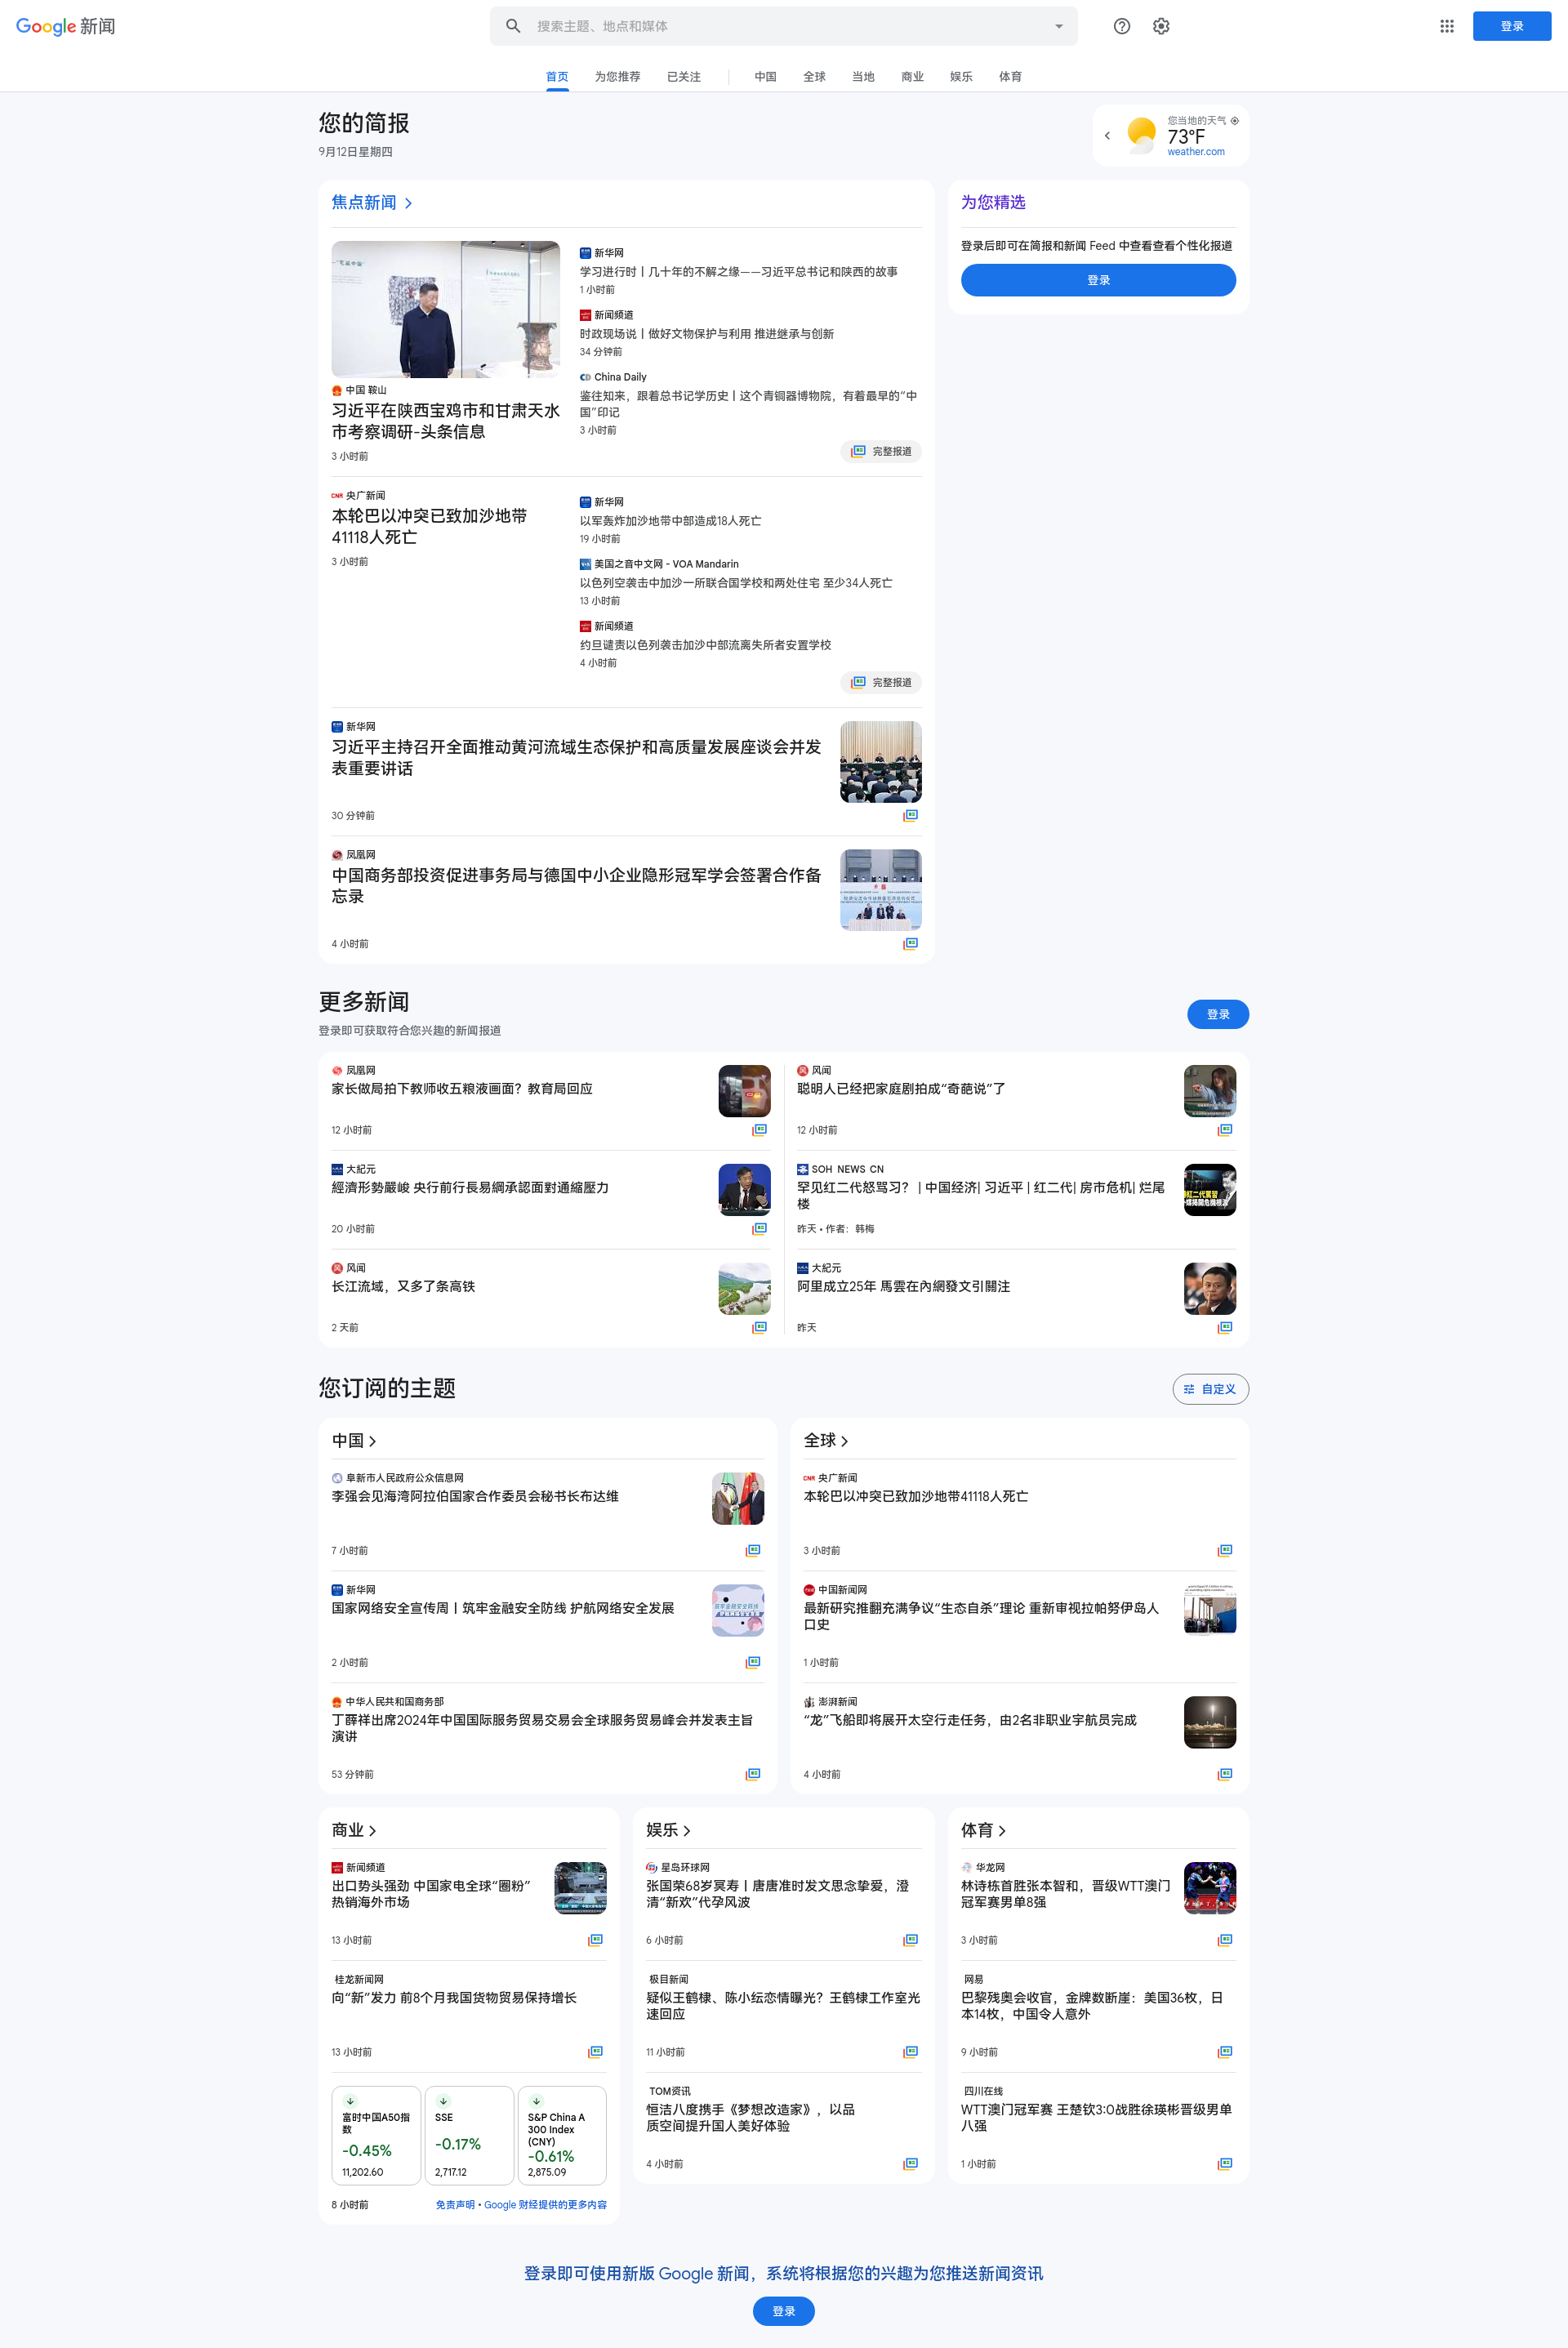 Google 新闻
搜索主题、地点和媒体
登录
首页
为您推荐
已关注
中国
全球
当地
商业
娱乐
体育
您的简报
9月12日星期四
您当地的天气
73°F
weather.com
焦点新闻
中国 鞍山
习近平在陕西宝鸡市和甘肃天水
市考察调研-头条信息
3 小时前
新华网
学习进行时丨几十年的不解之缘——习近平总书记和陕西的故事
1 小时前
新闻频道
时政现场说丨做好文物保护与利用 推进继承与创新
34 分钟前
China Daily
鉴往知来，跟着总书记学历史丨这个青铜器博物院，有着最早的“中
国”印记
3 小时前
完整报道
央广新闻
本轮巴以冲突已致加沙地带
41118人死亡
3 小时前
新华网
以军轰炸加沙地带中部造成18人死亡
19 小时前
美国之音中文网 - VOA Mandarin
以色列空袭击中加沙一所联合国学校和两处住宅 至少34人死亡
13 小时前
新闻频道
约旦谴责以色列袭击加沙中部流离失所者安置学校
4 小时前
完整报道
新华网
习近平主持召开全面推动黄河流域生态保护和高质量发展座谈会并发
表重要讲话
30 分钟前
凤凰网
中国商务部投资促进事务局与德国中小企业隐形冠军学会签署合作备
忘录
4 小时前
为您精选
登录后即可在简报和新闻 Feed 中查看查看个性化报道
登录
更多新闻
登录即可获取符合您兴趣的新闻报道
登录
凤凰网
家长做局拍下教师收五粮液画面？教育局回应
12 小时前
风闻
聪明人已经把家庭剧拍成“奇葩说”了
12 小时前
大紀元
經濟形勢嚴峻 央行前行長易綱承認面對通縮壓力
20 小时前
SOH NEWS CN
罕见红二代怒骂习？ | 中国经济| 习近平 | 红二代| 房市危机| 烂尾
楼
昨天 • 作者：韩梅
风闻
长江流域，又多了条高铁
2 天前
大紀元
阿里成立25年 馬雲在內網發文引關注
昨天
您订阅的主题
自定义
中国
阜新市人民政府公众信息网
李强会见海湾阿拉伯国家合作委员会秘书长布达维
7 小时前
新华网
国家网络安全宣传周丨筑牢金融安全防线 护航网络安全发展
2 小时前
中华人民共和国商务部
丁薛祥出席2024年中国国际服务贸易交易会全球服务贸易峰会并发表主旨
演讲
53 分钟前
全球
央广新闻
本轮巴以冲突已致加沙地带41118人死亡
3 小时前
中国新闻网
最新研究推翻充满争议“生态自杀”理论 重新审视拉帕努伊岛人
口史
1 小时前
澎湃新闻
“龙”飞船即将展开太空行走任务，由2名非职业宇航员完成
4 小时前
商业
新闻频道
出口势头强劲 中国家电全球“圈粉”
热销海外市场
13 小时前
桂龙新闻网
向“新”发力 前8个月我国货物贸易保持增长
13 小时前
富时中国A50指
数
-0.45%
11,202.60
SSE
-0.17%
2,717.12
S&P China A
300 Index
(CNY)
-0.61%
2,875.09
8 小时前
免责声明 • Google 财经提供的更多内容
娱乐
星岛环球网
张国荣68岁冥寿丨唐唐准时发文思念挚爱，澄
清“新欢”代孕风波
6 小时前
极目新闻
疑似王鹤棣、陈小纭恋情曝光？王鹤棣工作室光
速回应
11 小时前
TOM资讯
恒洁八度携手《梦想改造家》，以品
质空间提升国人美好体验
4 小时前
体育
华龙网
林诗栋首胜张本智和，晋级WTT澳门
冠军赛男单8强
3 小时前
网易
巴黎残奥会收官，金牌数断崖：美国36枚，日
本14枚，中国令人意外
9 小时前
四川在线
WTT澳门冠军赛 王楚钦3:0战胜徐瑛彬晋级男单
八强
1 小时前
登录即可使用新版 Google 新闻，系统将根据您的兴趣为您推送新闻资讯
登录